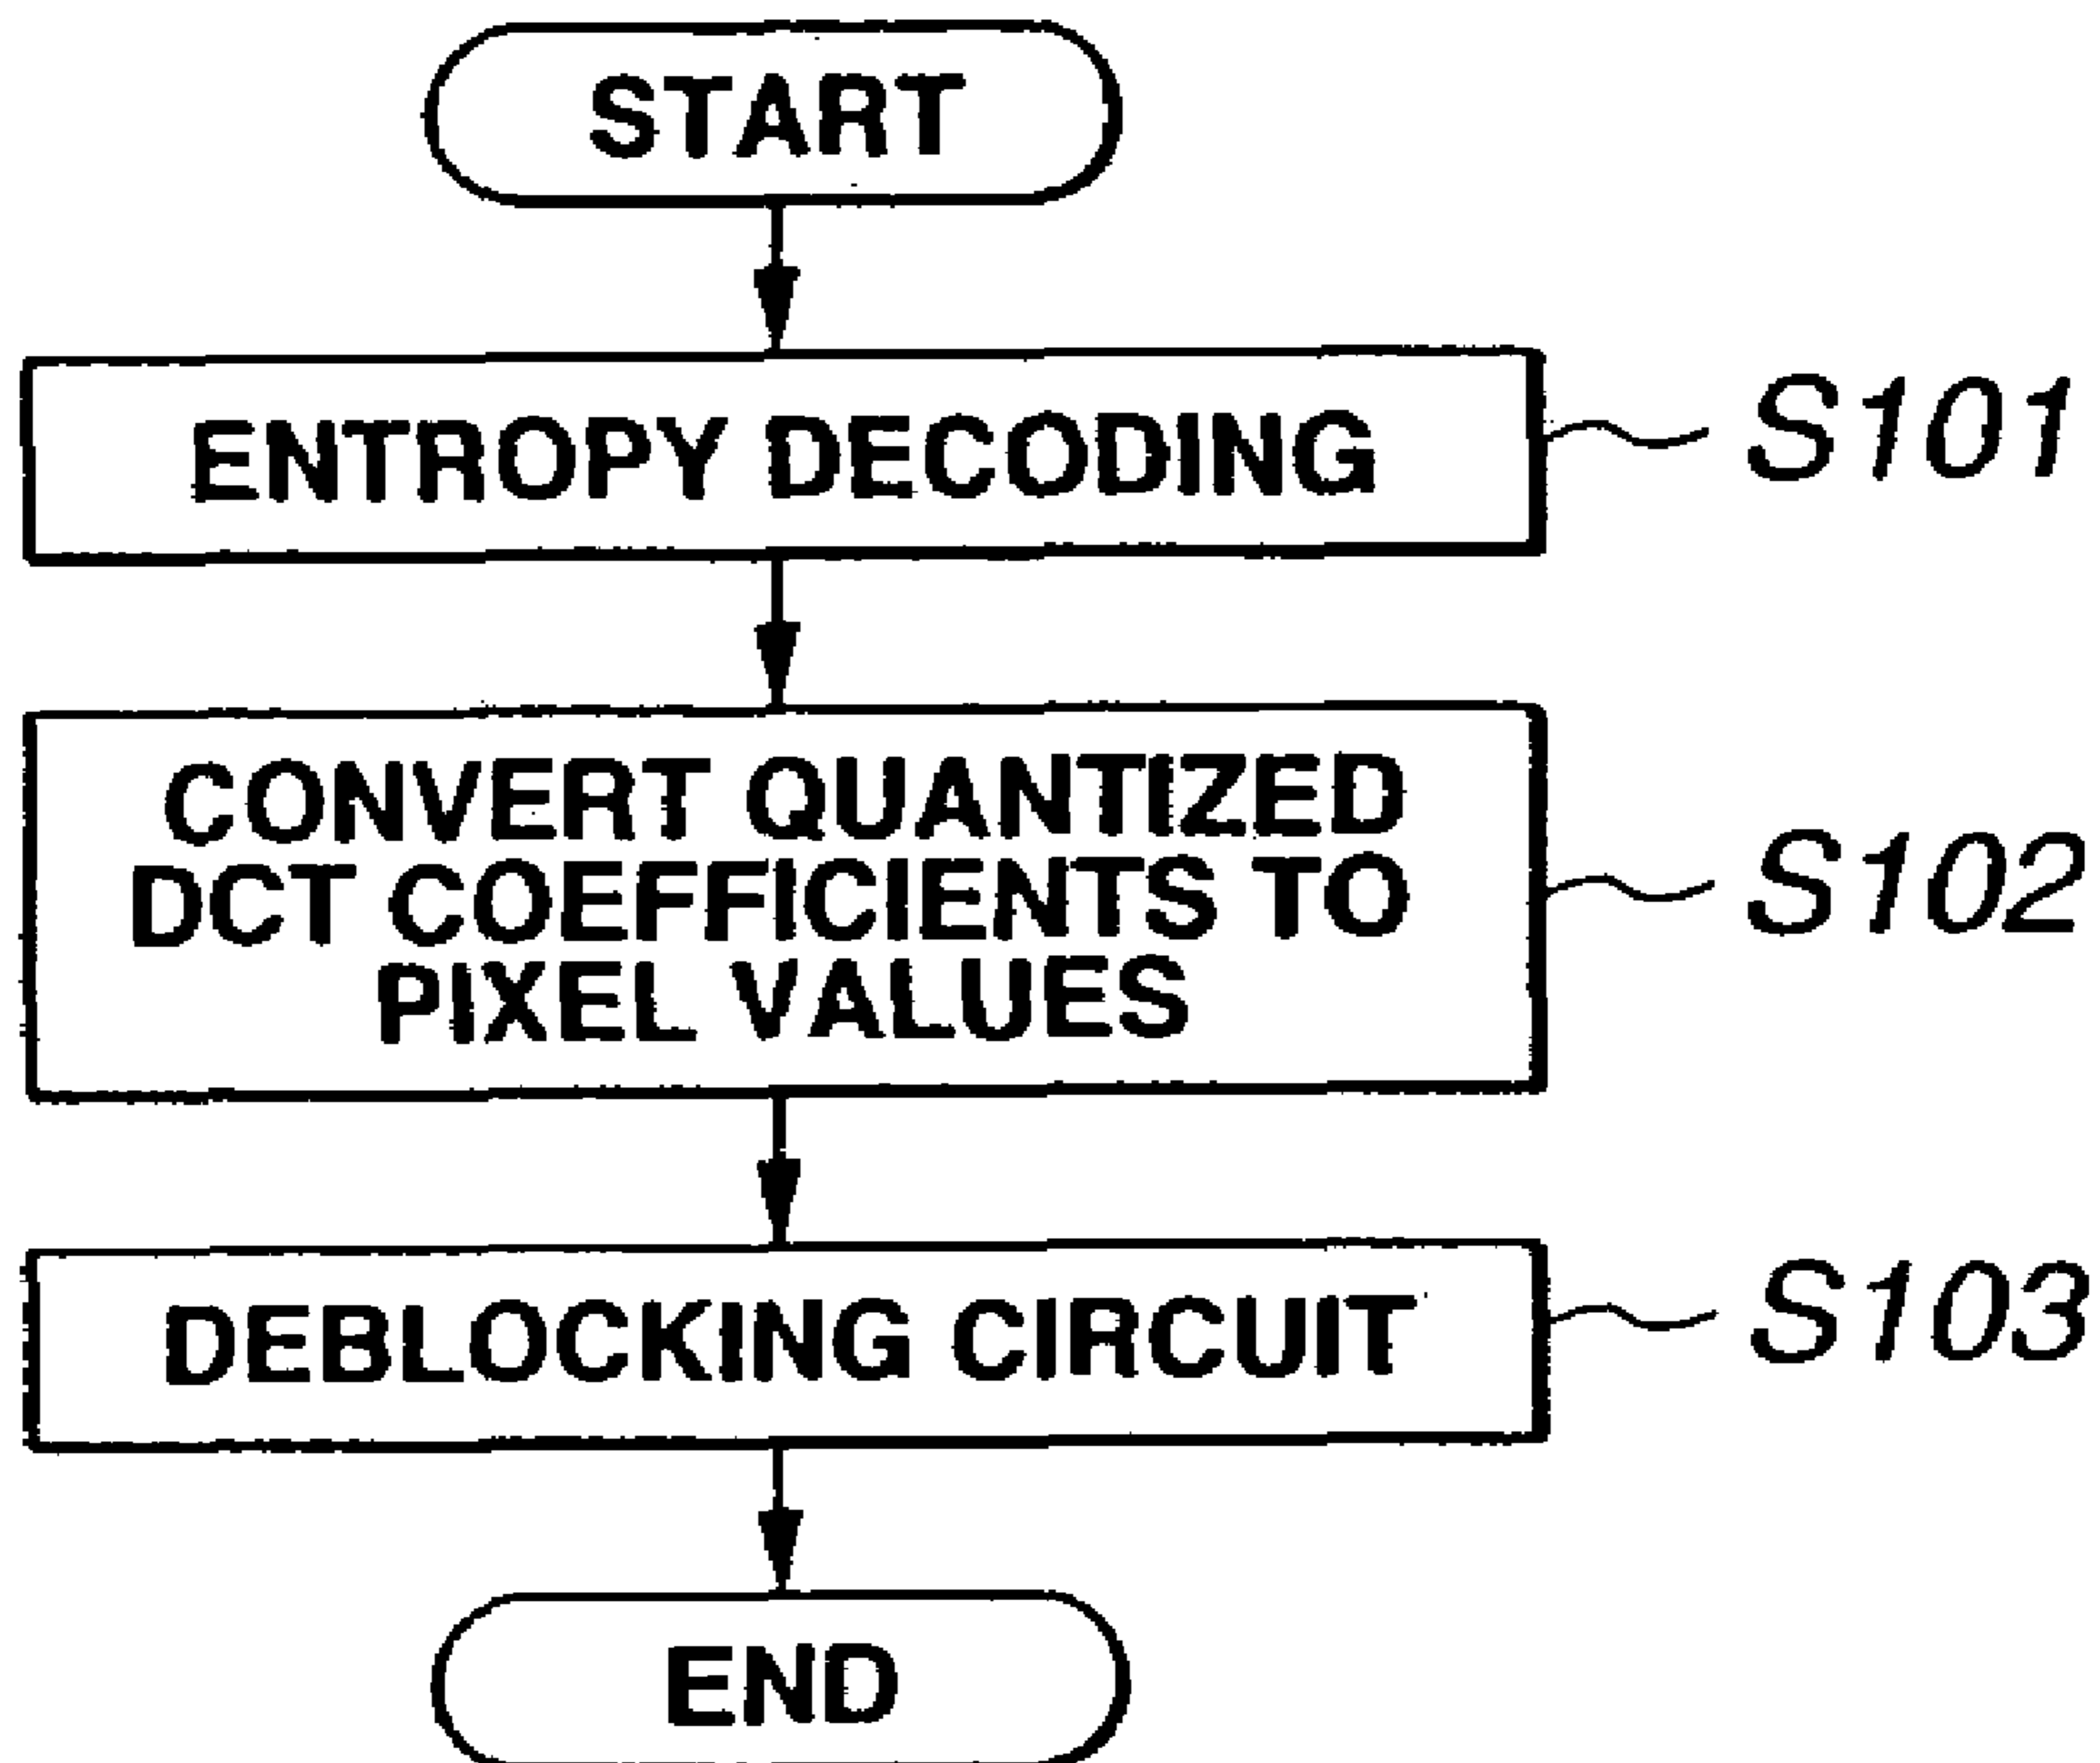 START
ENTROPY DECODING
S101
CONVERT QUANTIZED
DCT COEFFICIENTS TO
PIXEL VALUES
S102
DEBLOCKING CIRCUIT
S103
END